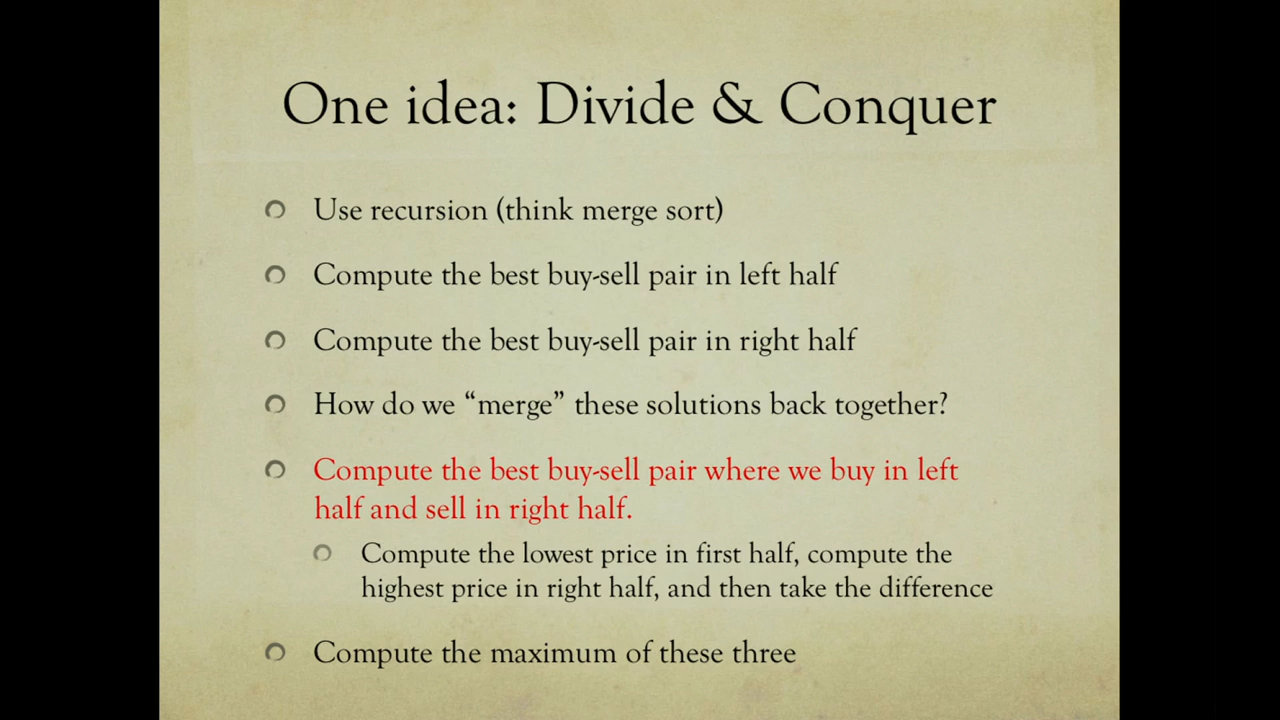 One idea: Divide & Conquer
Use recursion (think merge sort)
Compute the best buy-sell pair in left half
Compute the best buy-sell pair in right half
How do we “merge” these solutions back together?
Compute the best buy-sell pair where we buy in left
half and sell in right half.
Compute the lowest price in first half, compute the
highest price in right half, and then take the difference
Compute the maximum of these three